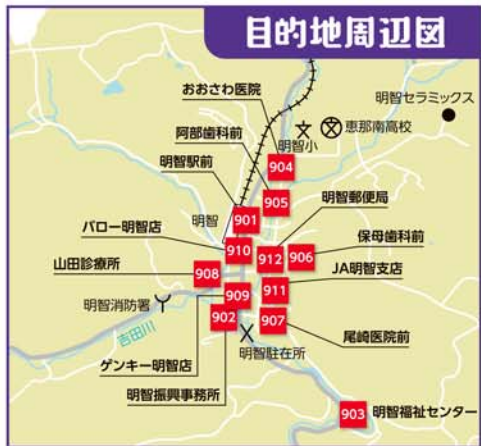 目的地周辺図
おおさわ医院
明智セラミックス
恵那南高校
阿部歯科前
明智小
904
明智駅前
905
明智郵便局
明智
901
バロー明智店
910
912
906
保母歯科前
山田診療所
908
JA明智支店
909
911
明智消防署
902
907
吉田川
明智駐在所
尾崎医院前
ゲンキー明智店
明智振興事務所
903
明智福祉センター